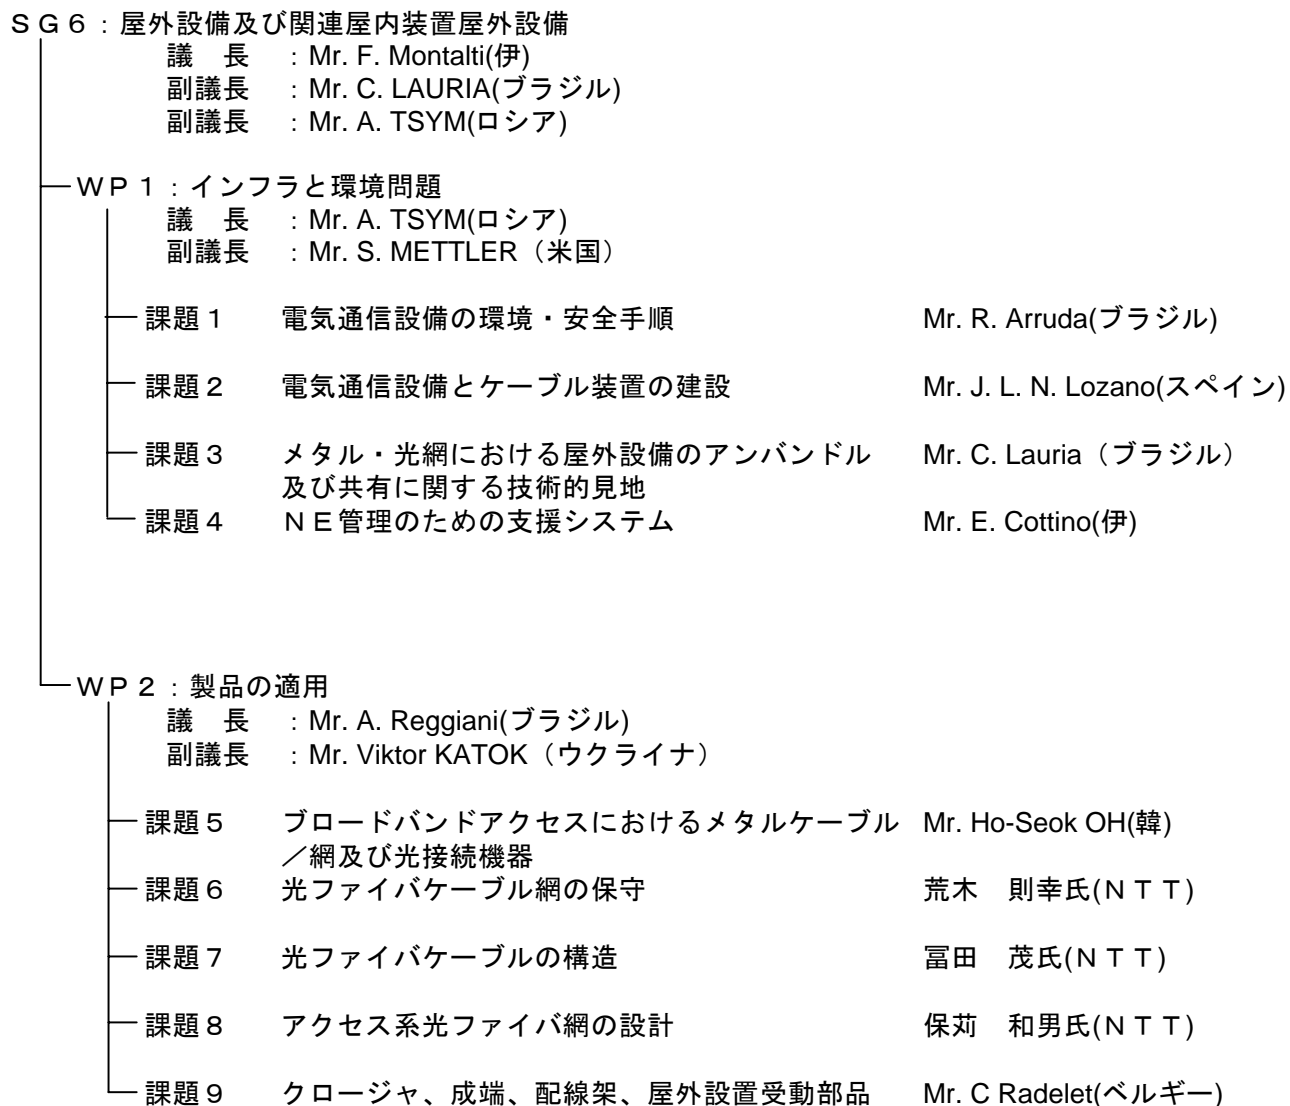 ＳＧ６：屋外設備及び関連屋内装置屋外設備
議　長　：Mr. F. Montalti(伊)
副議長　：Mr. C. LAURIA(ブラジル)
副議長　：Mr. A. TSYM(ロシア)
ＷＰ１：インフラと環境問題
議　長　：Mr. A. TSYM(ロシア)
副議長　：Mr. S. METTLER（米国）
課題１　電気通信設備の環境・安全手順　Mr. R. Arruda(ブラジル)
課題２　電気通信設備とケーブル装置の建設　Mr. J. L. N. Lozano(スペイン)
課題３　メタル・光網における屋外設備のアンバンドル　Mr. C. Lauria（ブラジル）
及び共有に関する技術的見地
課題４　ＮＥ管理のための支援システム　Mr. E. Cottino(伊)
ＷＰ２：製品の適用
議　長　：Mr. A. Reggiani(ブラジル)
副議長　：Mr. Viktor KATOK（ウクライナ）
課題５　ブロードバンドアクセスにおけるメタルケーブル　Mr. Ho-Seok OH(韓)
／網及び光接続機器
課題６　光ファイバケーブル網の保守　荒木　則幸氏(ＮＴＴ)
課題７　光ファイバケーブルの構造　冨田　茂氏(ＮＴＴ)
課題８　アクセス系光ファイバ網の設計　保苅　和男氏(ＮＴＴ)
課題９　クロージャ、成端、配線架、屋外設置受動部品　Mr. C Radelet(ベルギー)